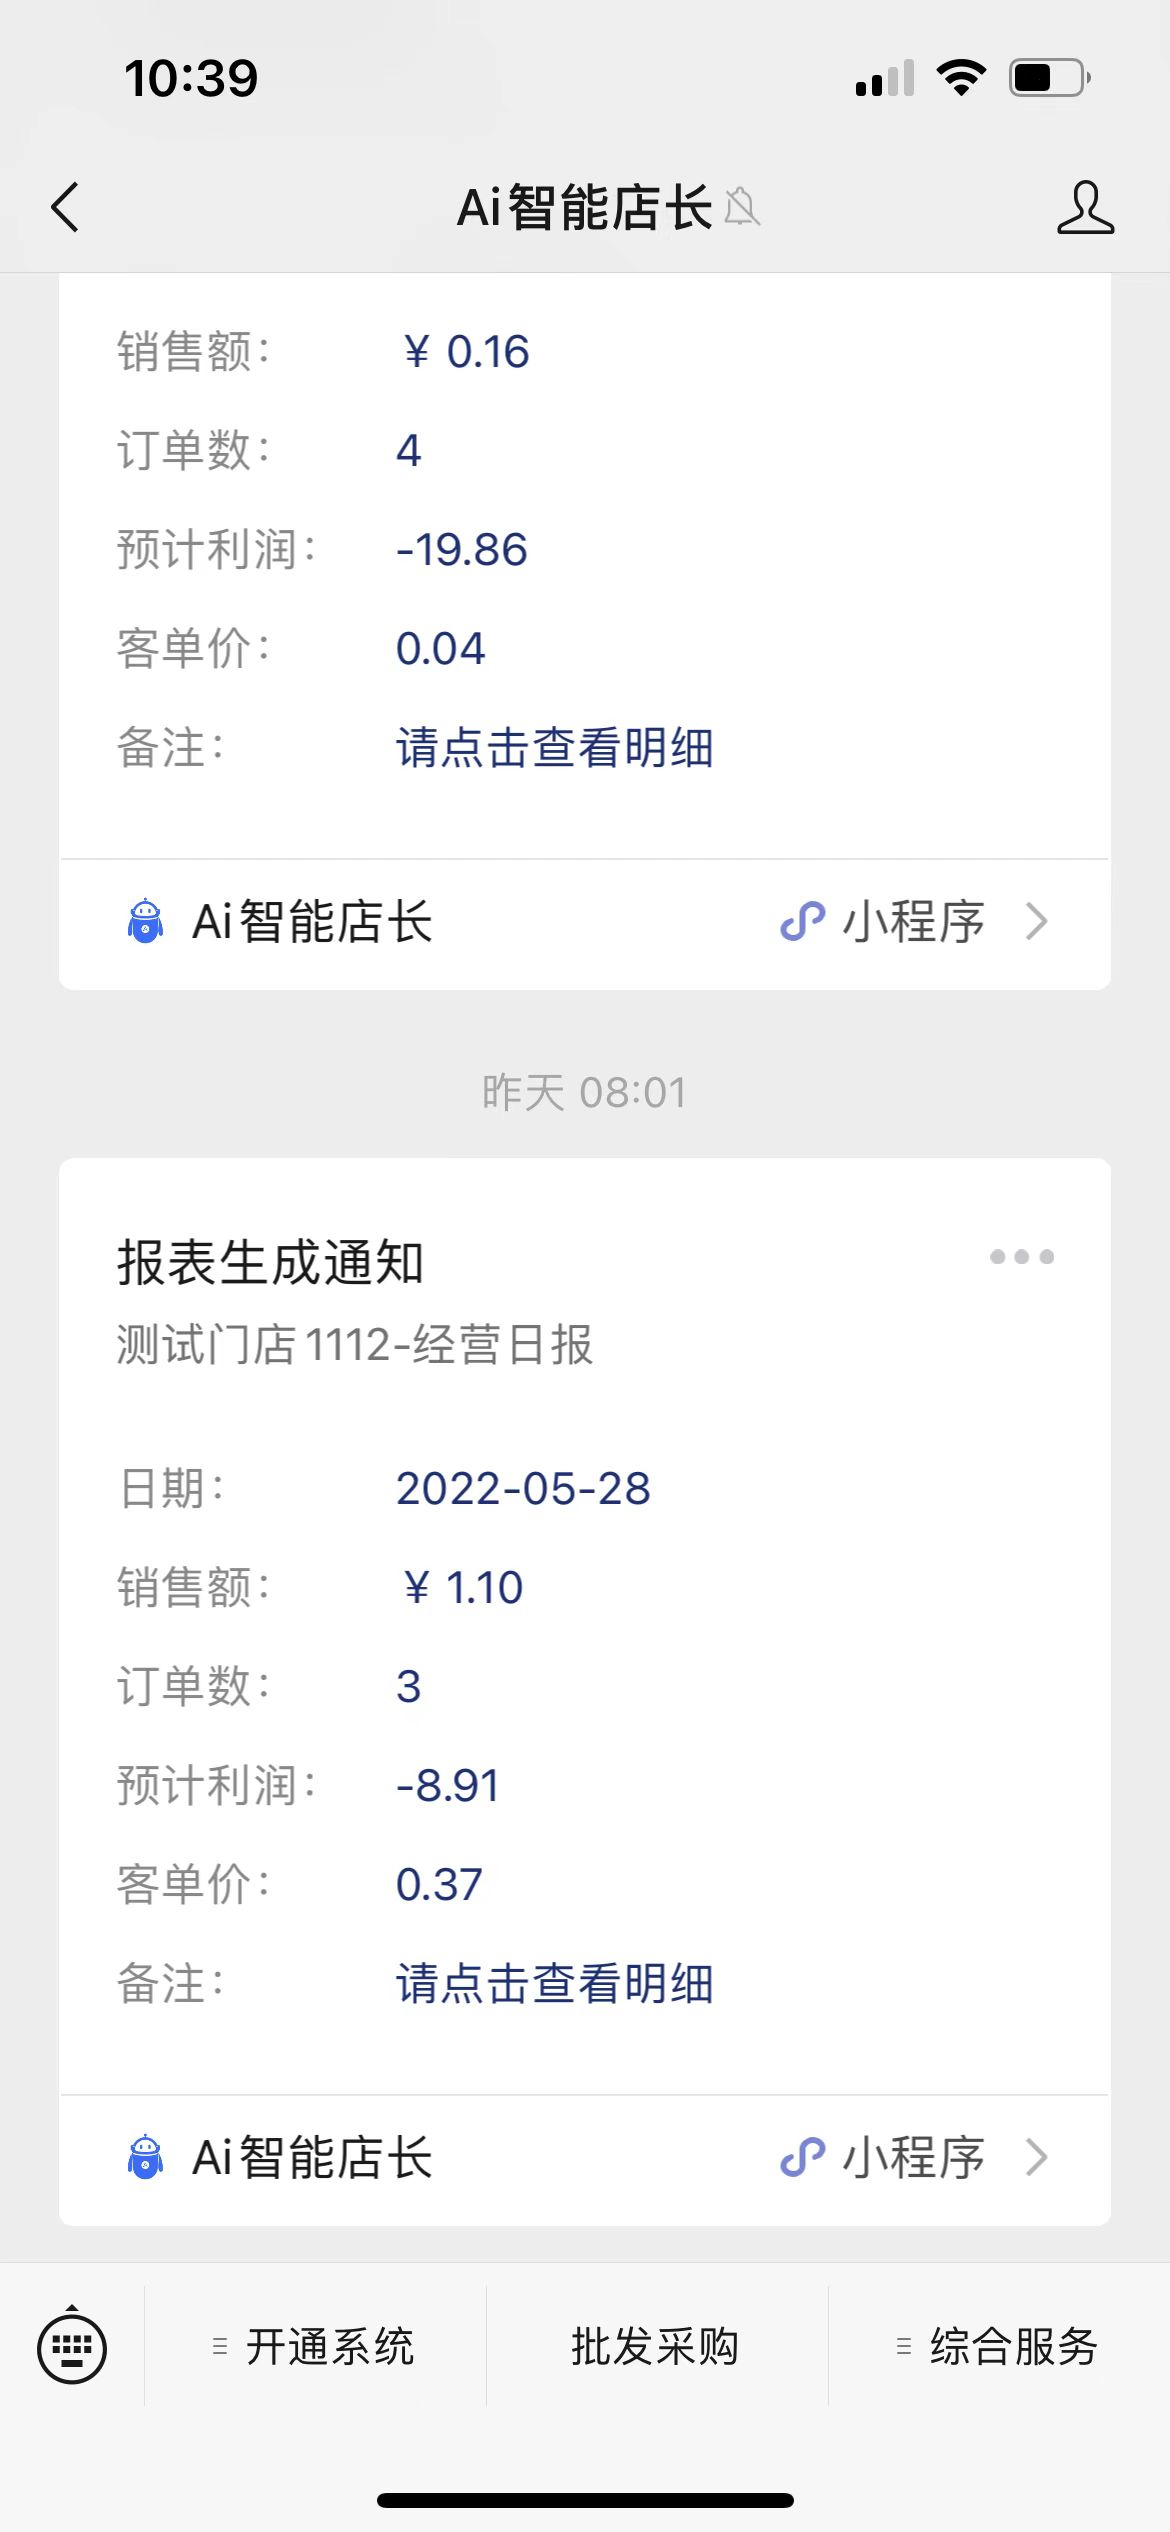 10:39
Ai智能店长
销售额： ￥ 0.16
订单数： 4
预计利润： -19.86
客单价： 0.04
备注： 请点击查看明细
Ai智能店长 小程序
昨天 08:01
报表生成通知
测试门店1112-经营日报
日期： 2022-05-28
销售额： ￥ 1.10
订单数： 3
预计利润： -8.91
客单价： 0.37
备注： 请点击查看明细
Ai智能店长 小程序
开通系统 批发采购 综合服务